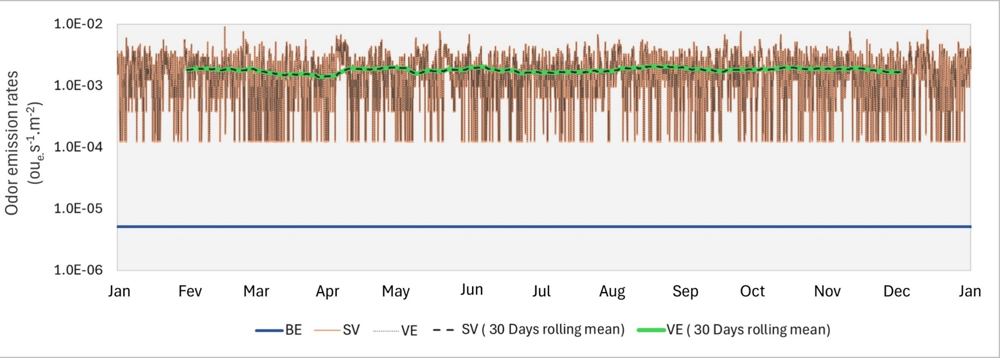 Odor emission rates
(ou e. s-1.m-2)
1.0E-02
1.0E-03
1.0E-04
1.0E-05
1.0E-06
Jan Fev Mar Apr May Jun Jul Aug Sep Oct Nov Dec Jan
BE SV VE SV ( 30 Days rolling mean) VE ( 30 Days rolling mean)